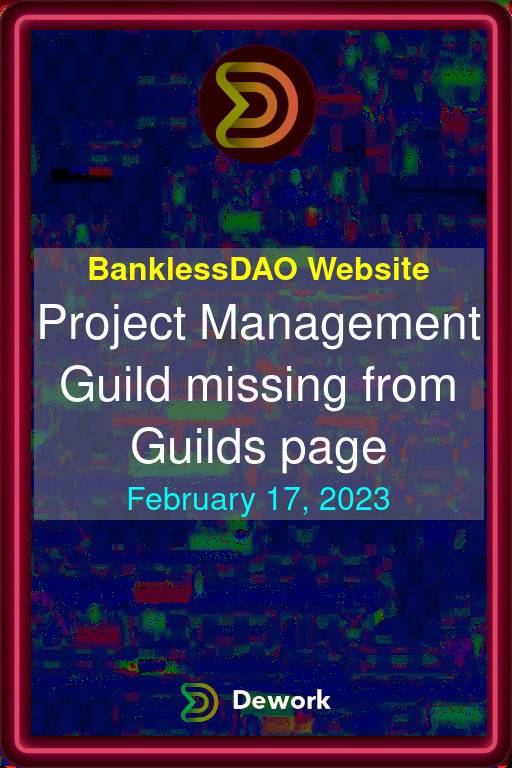 BanklessDAO Website
Project Management
Guild missing from
Guilds page
February 17, 2023
Dework